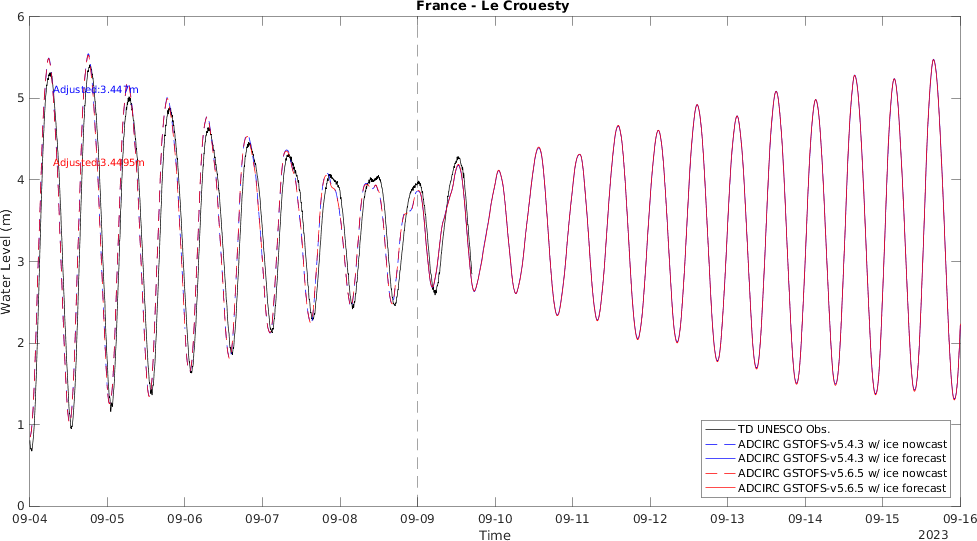 France - Le Crouesty
6
5
4
3
2
1
0
Water Level (m)
Adjusted:3.447m
Adjusted:3.4495m
TD UNESCO Obs.
ADCIRC GSTOFS-v5.4.3 w/ ice nowcast
ADCIRC GSTOFS-v5.4.3 w/ ice forecast
ADCIRC GSTOFS-v5.6.5 w/ ice nowcast
ADCIRC GSTOFS-v5.6.5 w/ ice forecast
09-04 09-05 09-06 09-07 09-08 09-09 09-10 09-11 09-12 09-13 09-14 09-15 09-16
Time
2023